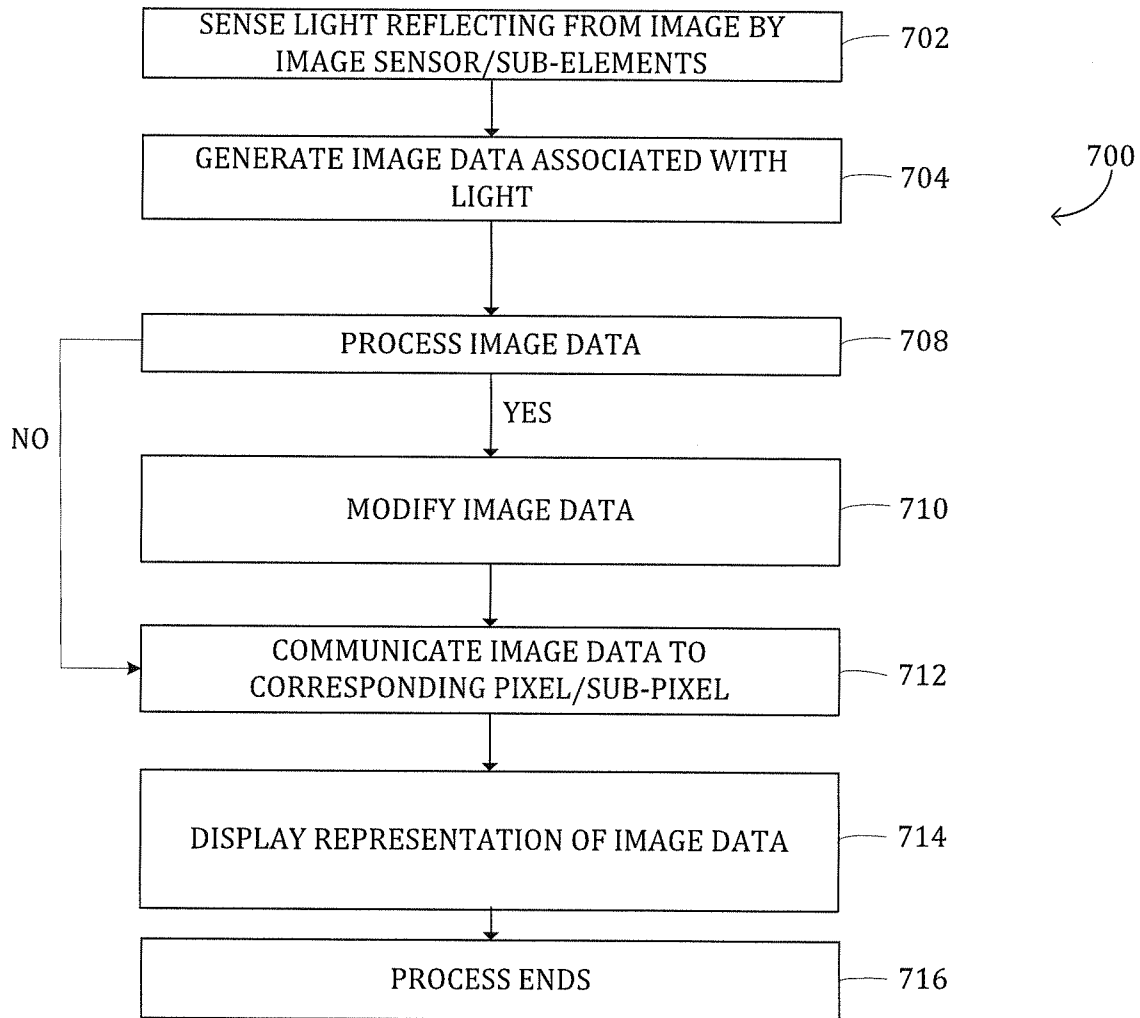 SENSE LIGHT REFLECTING FROM IMAGE BY
IMAGE SENSOR/SUB-ELEMENTS
702
GENERATE IMAGE DATA ASSOCIATED WITH
LIGHT
704
700
PROCESS IMAGE DATA
708
YES
NO
MODIFY IMAGE DATA
710
COMMUNICATE IMAGE DATA TO
CORRESPONDING PIXEL/SUB-PIXEL
712
DISPLAY REPRESENTATION OF IMAGE DATA
714
PROCESS ENDS
716